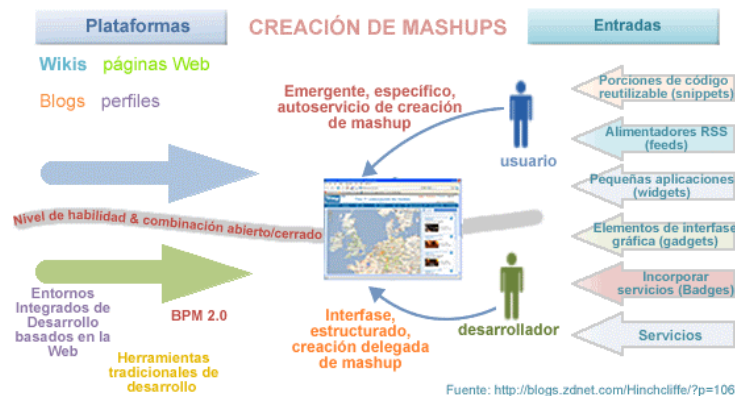 Plataformas
CREACIÓN DE MASHUPS
Entradas
Wikis páginas Web
Blogs perfiles
Emergente, específico,
autoservicio de creación
de mashup
usuario
Porciones de código
reutilizable (snippets)
Alimentadores RSS
(feeds)
Pequeñas aplicaciones
(widgets)
Elementos de interfase
gráfica (gadgets)
Incorporar
servicios (Badges)
Servicios
Nivel de habilidad & combinación abierto/cerrado
Entornos
Integrados de
Desarrollo
basados en la
Web
BPM 2.0
Herramientas
tradicionales de
desarrollo
Interfase,
estructurado,
creación delegada
de mashup
desarrollador
Fuente: http://blogs.zdnet.com/Hinchcliffe/?p=106